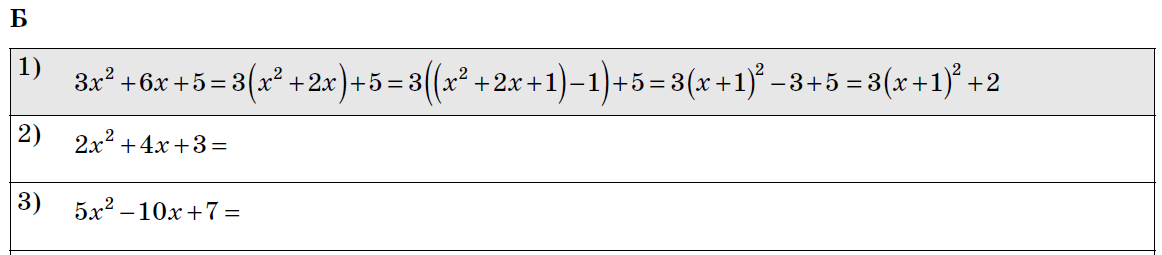 Б
1) 3x² + 6x + 5 = 3(x² + 2x) + 5 = 3((x² + 2x + 1) − 1) + 5 = 3(x + 1)² − 3 + 5 = 3(x + 1)² + 2
2) 2x² + 4x + 3 =
3) 5x² − 10x + 7 =